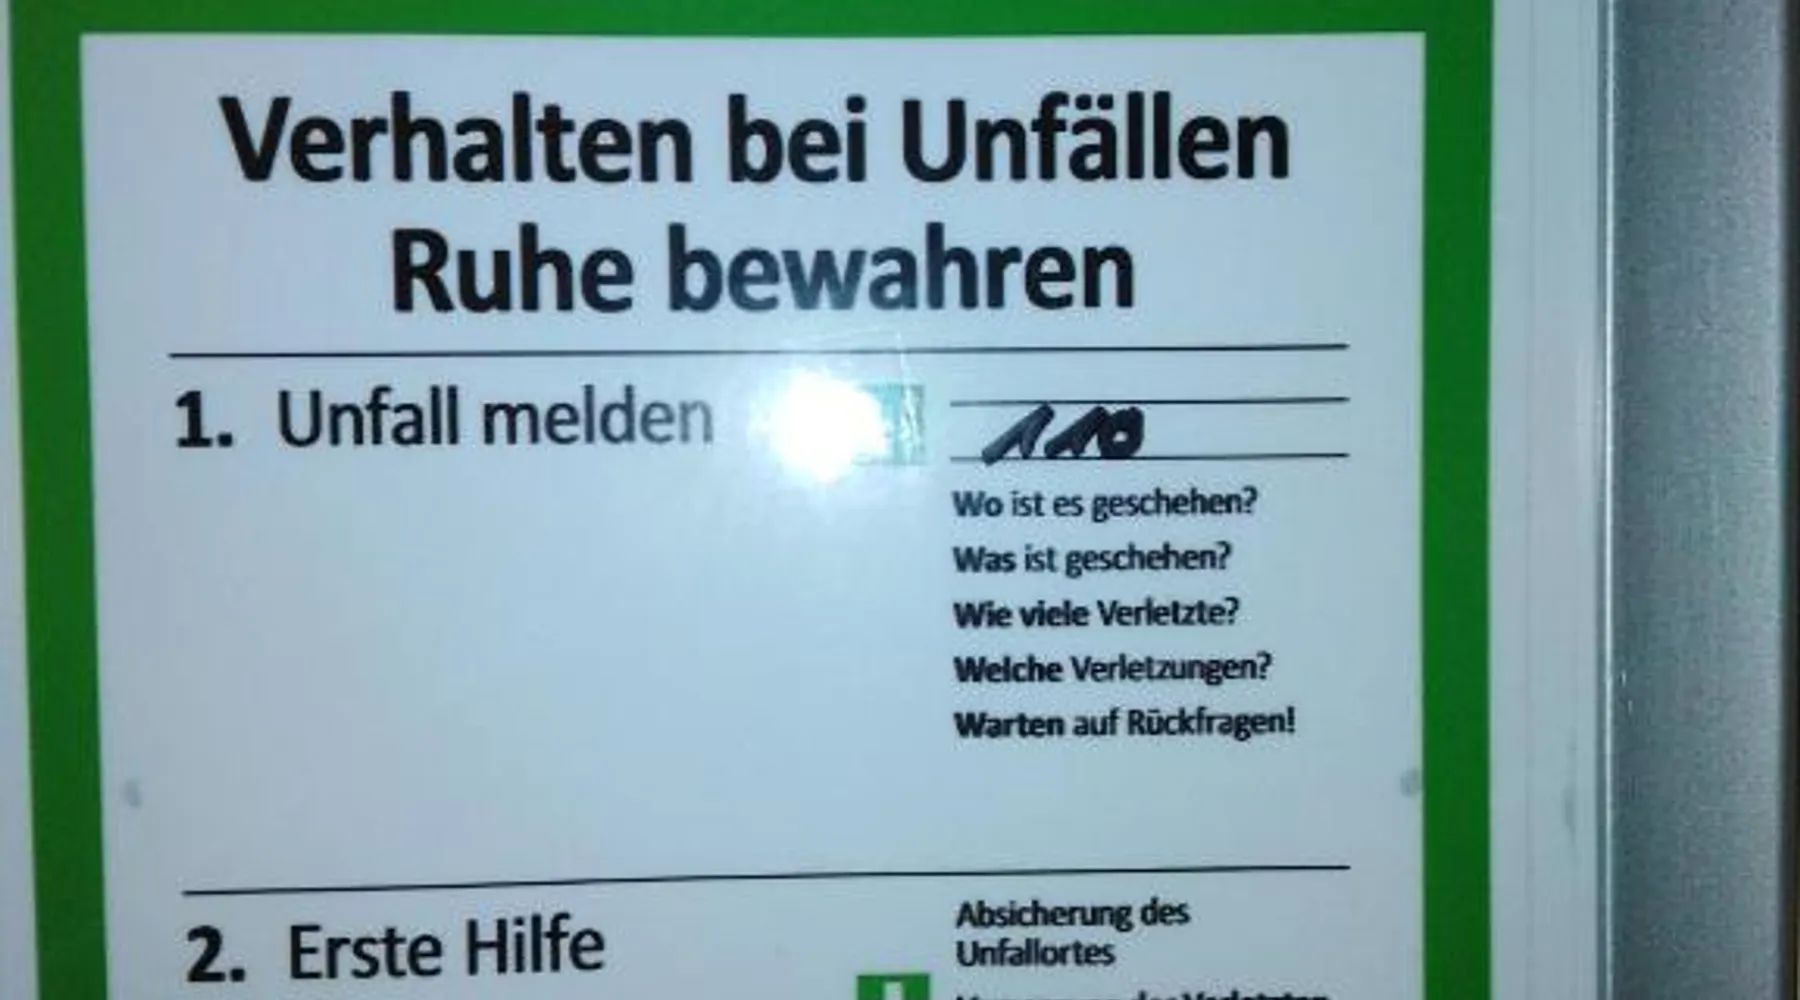 Verhalten bei Unfällen
Ruhe bewahren
1. Unfall melden
110
Wo ist es geschehen?
Was ist geschehen?
Wie viele Verletzte?
Welche Verletzungen?
Warten auf Rückfragen!
2. Erste Hilfe
Absicherung des
Unfallortes